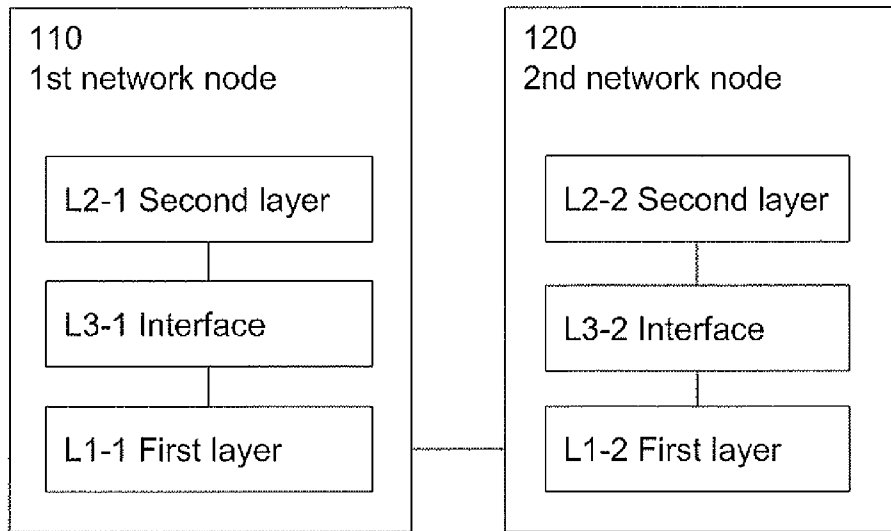 110
1st network node
L2-1 Second layer
L3-1 Interface
L1-1 First layer
120
2nd network node
L2-2 Second layer
L3-2 Interface
L1-2 First layer